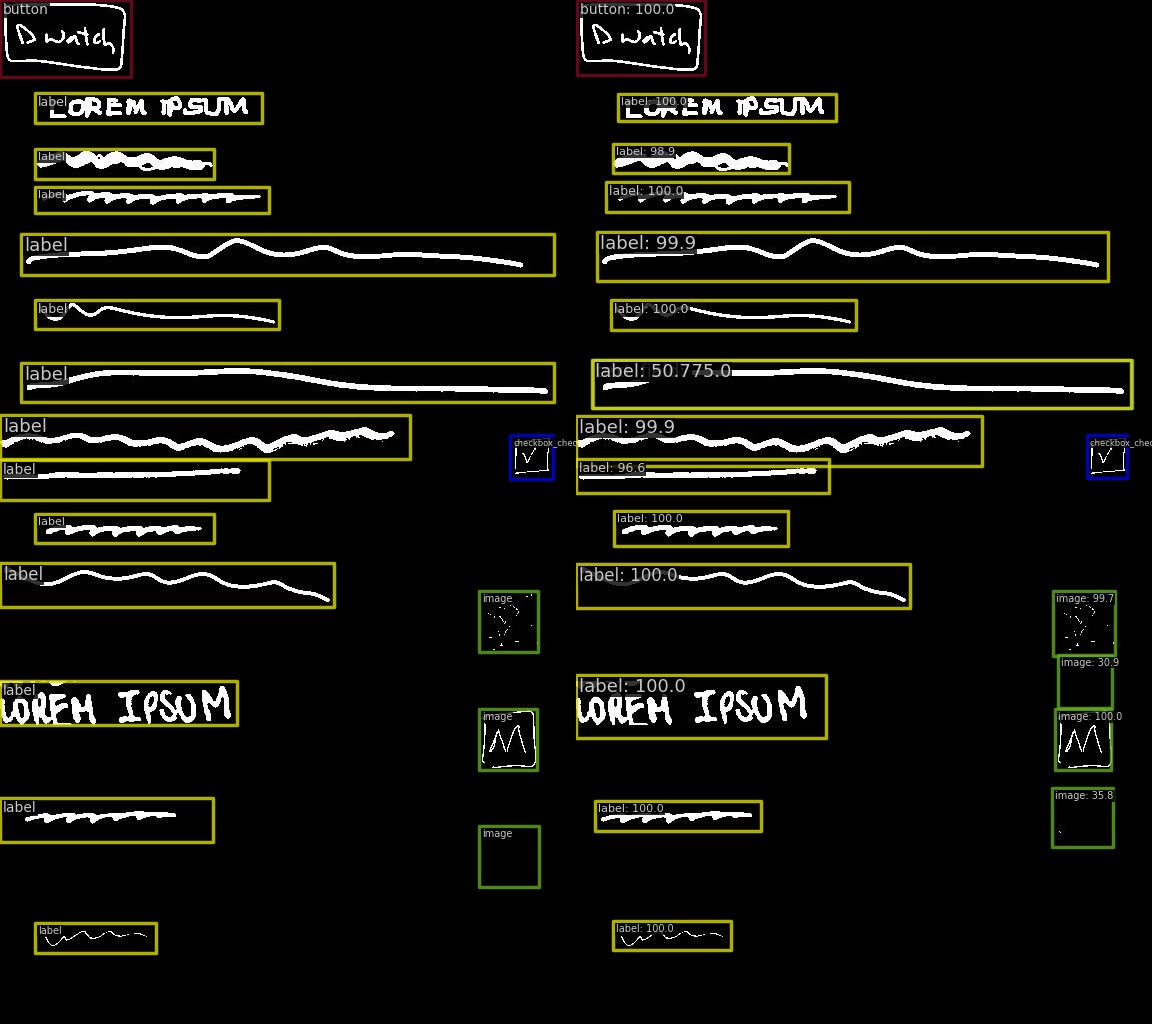 button button: 100.0
D watch D watch
label label: 100.0
LOREM IPSUM LOREM IPSUM
label label: 98.9
label label: 100.0
label label: 99.9
label label: 100.0
label label: 50.775.0
label label: 99.9
checkbox_chec checkbox_chec
label label: 96.6
label label: 100.0
label label: 100.0
image image: 99.7
image: 30.9
label label: 100.0
LOREM IPSUM LOREM IPSUM
image image: 100.0
M M
image: 35.8
label label: 100.0
image
label label: 100.0